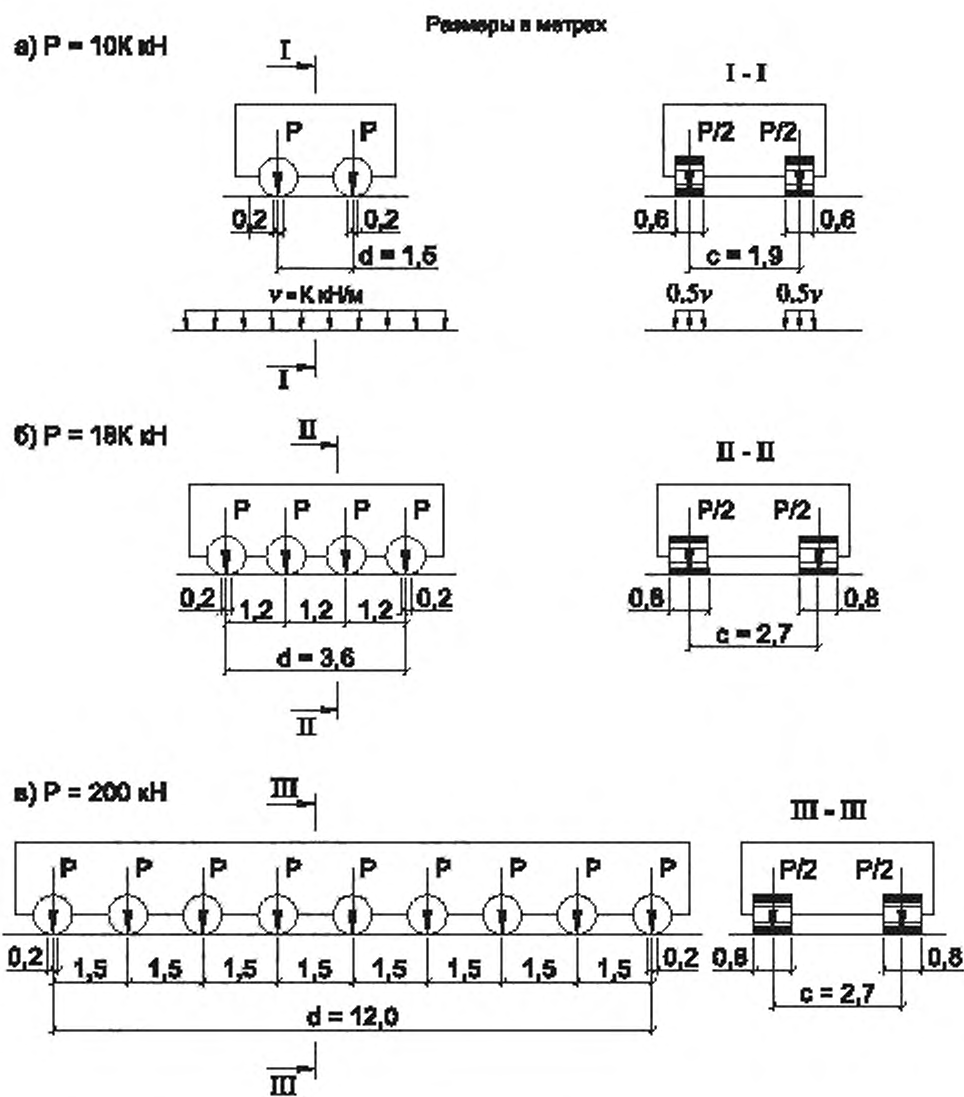 Размеры в метрах
а) P = 10К кН
I
I - I
P P
P/2 P/2
0,2 0,2
d = 1,5
0,6 0,6
c = 1,9
v = К кН/м
0.5v 0.5v
I
б) P = 18К кН
II
II - II
P P P P
P/2 P/2
0,2 1,2 1,2 1,2 0,2
d = 3,6
0,8 0,8
c = 2,7
II
в) P = 200 кН
III
III - III
P P P P P P P P P
P/2 P/2
0,2 1,5 1,5 1,5 1,5 1,5 1,5 1,5 1,5 0,2
d = 12,0
0,8 0,8
c = 2,7
III